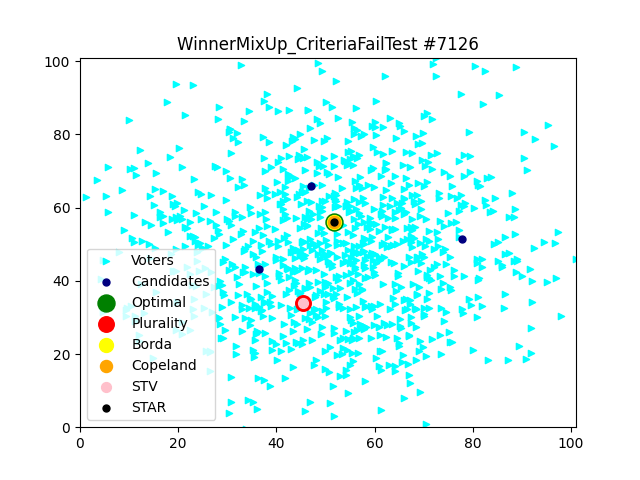 WinnerMixUp_CriteriaFailTest #7126
100
80
60
40
20
0
0 20 40 60 80 100
Voters
Candidates
Optimal
Plurality
Borda
Copeland
STV
STAR